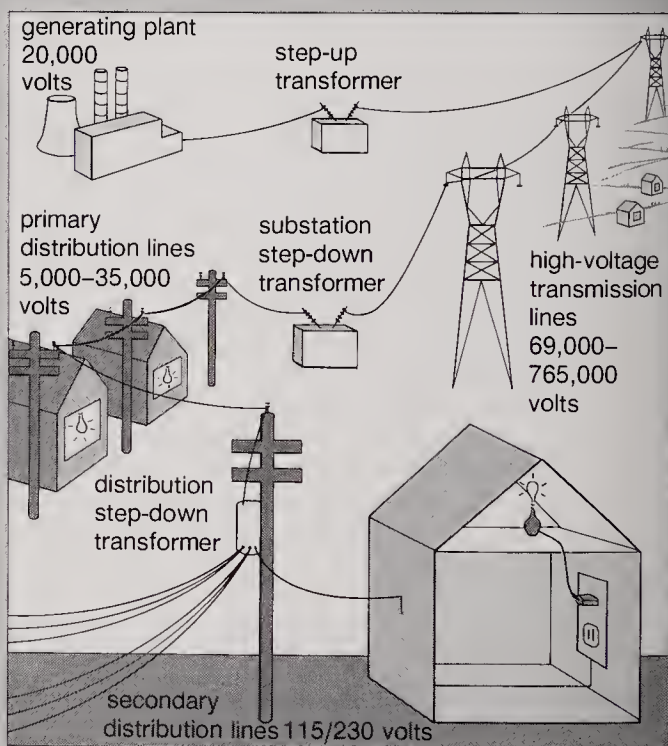 generating plant
20,000
volts
step-up
transformer
primary
distribution lines
5,000–35,000
volts
substation
step-down
transformer
high-voltage
transmission
lines
69,000–
765,000
volts
distribution
step-down
transformer
secondary
distribution lines 115/230 volts